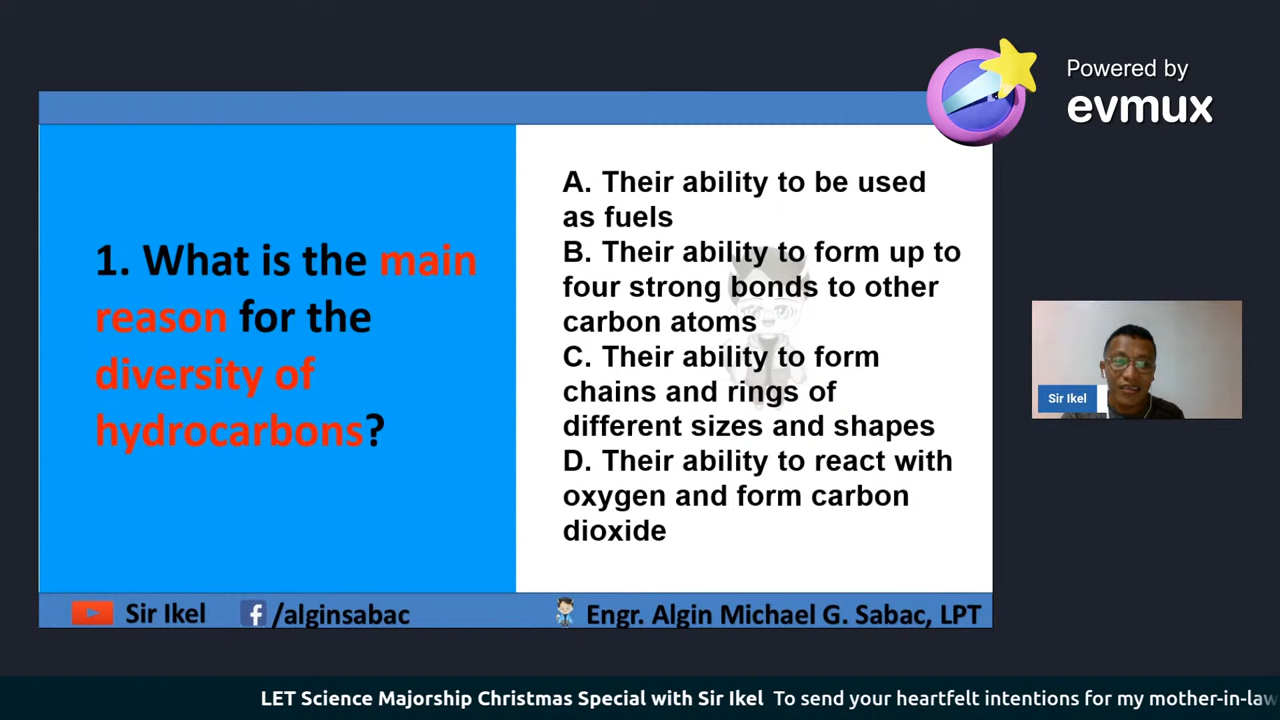 Powered by
evmux
1. What is the main
reason for the
diversity of
hydrocarbons?
A. Their ability to be used
as fuels
B. Their ability to form up to
four strong bonds to other
carbon atoms
C. Their ability to form
chains and rings of
different sizes and shapes
D. Their ability to react with
oxygen and form carbon
dioxide
Sir Ikel
Sir Ikel /alginsabac Engr. Algin Michael G. Sabac, LPT
LET Science Majorship Christmas Special with Sir Ikel To send your heartfelt intentions for my mother-in-law